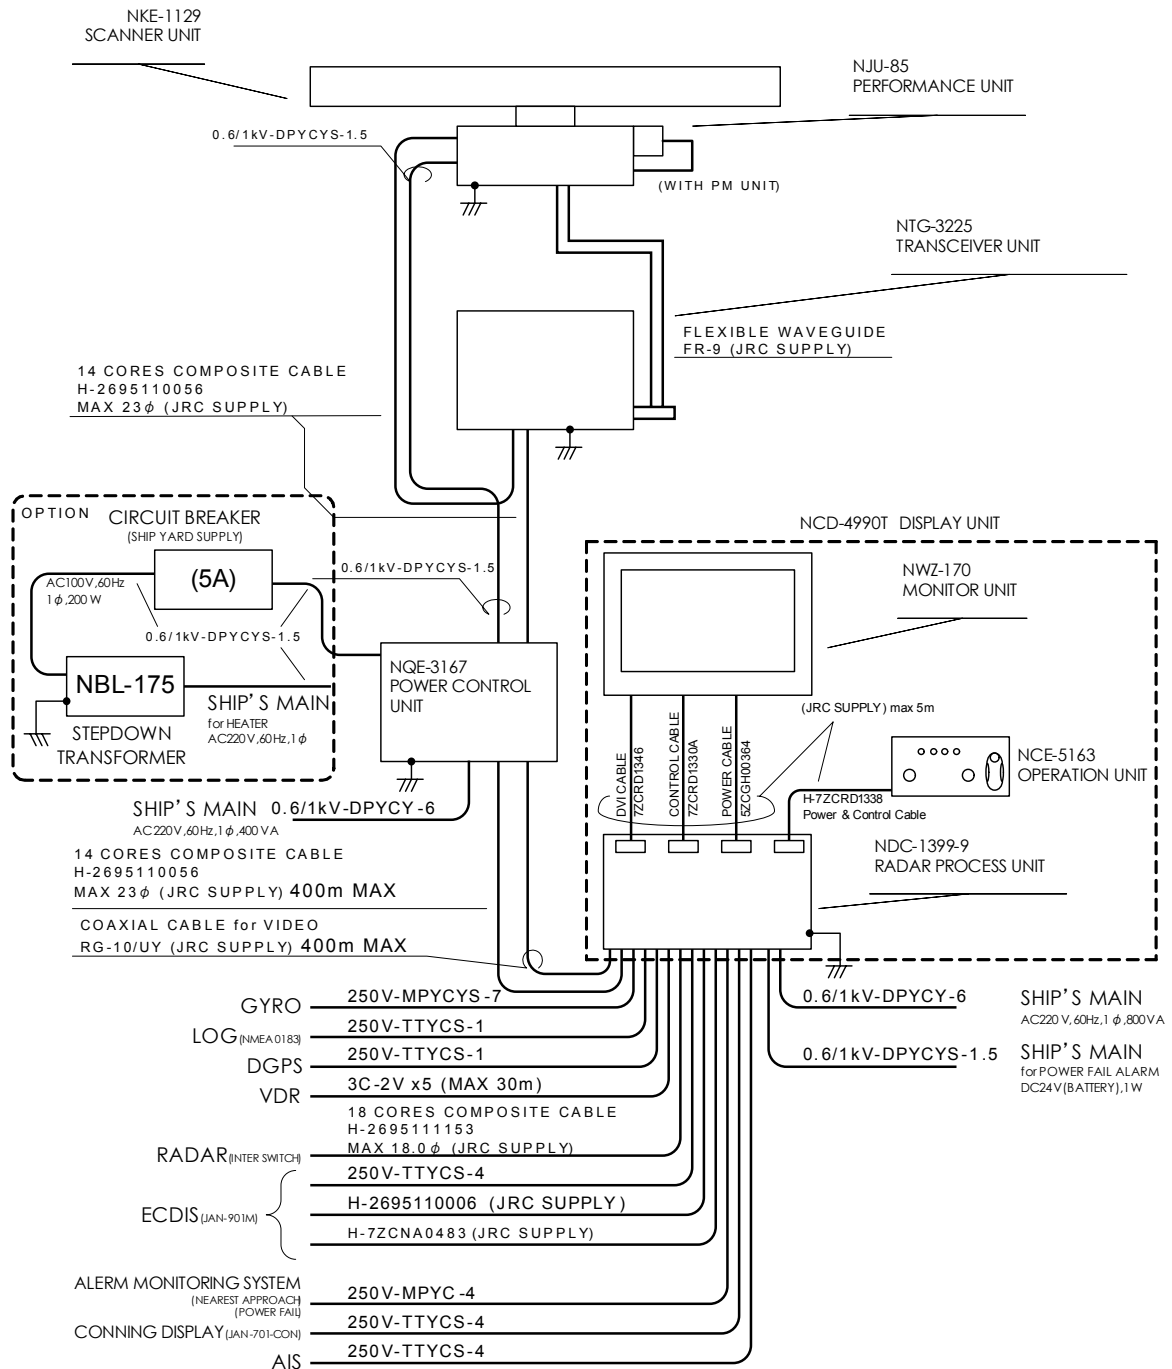 NKE-1129
SCANNER UNIT
NJU-85
PERFORMANCE UNIT
0.6/1kV-DPYCYS-1.5
(WITH PM UNIT)
NTG-3225
TRANSCEIVER UNIT
FLEXIBLE WAVEGUIDE
FR-9 (JRC SUPPLY)
14 CORES COMPOSITE CABLE
H-2695110056
MAX 23ϕ (JRC SUPPLY)
OPTION
CIRCUIT BREAKER
(SHIP YARD SUPPLY)
(5A)
AC100V,60Hz
1ϕ,200W
0.6/1kV-DPYCYS-1.5
0.6/1kV-DPYCYS-1.5
NBL-175
STEPDOWN
TRANSFORMER
SHIP'S MAIN
for HEATER
AC220V,60Hz,1ϕ
NQE-3167
POWER CONTROL
UNIT
NCD-4990T DISPLAY UNIT
NWZ-170
MONITOR UNIT
(JRC SUPPLY) max 5m
DVI CABLE
7ZCRD1346
CONTROL CABLE
7ZCRD1330A
POWER CABLE
5ZCGH00364
NCE-5163
OPERATION UNIT
H-7ZCRD1338
Power & Control Cable
NDC-1399-9
RADAR PROCESS UNIT
SHIP'S MAIN 0.6/1kV-DPYCY-6
AC220V,60Hz,1ϕ,400VA
14 CORES COMPOSITE CABLE
H-2695110056
MAX 23ϕ (JRC SUPPLY) 400m MAX
COAXIAL CABLE for VIDEO
RG-10/UY (JRC SUPPLY) 400m MAX
GYRO 250V-MPYCYS-7
LOG(NMEA0183) 250V-TTYCS-1
DGPS 250V-TTYCS-1
VDR 3C-2V x5 (MAX 30m)
18 CORES COMPOSITE CABLE
H-2695111153
MAX 18.0ϕ (JRC SUPPLY)
RADAR(INTER SWITCH)
250V-TTYCS-4
ECDIS(JAN-901M) H-2695110006 (JRC SUPPLY)
H-7ZCNA0483 (JRC SUPPLY)
ALERM MONITORING SYSTEM
(NEAREST APPROACH)
(POWER FAIL)
250V-MPYC-4
CONNING DISPLAY(JAN-701-CON) 250V-TTYCS-4
AIS 250V-TTYCS-4
0.6/1kV-DPYCY-6 SHIP'S MAIN
AC220V,60Hz,1ϕ,800VA
0.6/1kV-DPYCYS-1.5 SHIP'S MAIN
for POWER FAIL ALARM
DC24V(BATTERY),1W